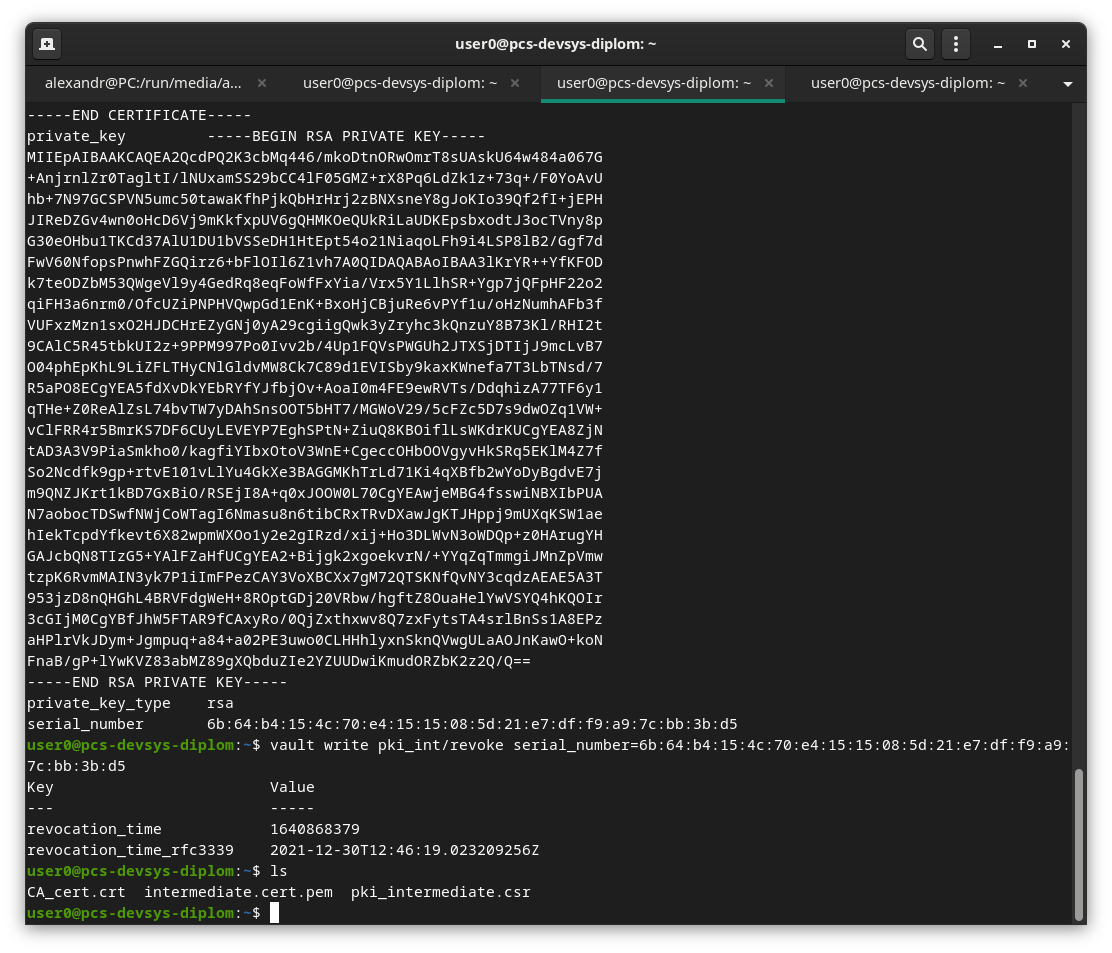 user0@pcs-devsys-diplom: ~
alexandr@PC:/run/media/a...
user0@pcs-devsys-diplom: ~
user0@pcs-devsys-diplom: ~
user0@pcs-devsys-diplom: ~
-----END CERTIFICATE-----
private_key         -----BEGIN RSA PRIVATE KEY-----
MIIEpAIBAAKCAQEA2QcdPQ2K3cbMq446/mkoDtnORwOmrT8sUAskU64w484a067G
+AnjrnlZr0TagltI/lNUxamSS29bCC4lF05GMZ+rX8Pq6LdZk1z+73q+/F0YoAvU
hb+7N97GCSPVN5umc50tawaKfhPjkQbHrHrj2zBNXsneY8gJoKIo39Qf2fI+jEPH
JIReDZGv4wn0oHcD6Vj9mKkfxpUV6gQHMKOeQUkRiLaUDKEpsbxodtJ3ocTVny8p
G30eOHbu1TKCd37AlU1DU1bVSSeDH1HtEpt54o21NiaqoLFh9i4LSP8lB2/Ggf7d
FwV60NfopsPnwhFZGQirz6+bFlOIl6Z1vh7A0QIDAQABAoIBAA3lKrYR++YfKFOD
k7teODZbM53QWgeVl9y4GedRq8eqFoWfFxYia/Vrx5Y1LlhSR+Ygp7jQFpHF22o2
qiFH3a6nrm0/OfcUZiPNPHVQwpGd1EnK+BxoHjCBjuRe6vPYf1u/oHzNumhAFb3f
VUFxzMzn1sxO2HJDCHrEZyGNj0yA29cgiigQwk3yZryhc3kQnzuY8B73Kl/RHI2t
9CAlC5R45tbkUI2z+9PPM997Po0Ivv2b/4Up1FQVsPWGUh2JTXSjDTIjJ9mcLvB7
O04phEpKhL9LiZFLTHyCNlGldvMW8Ck7C89d1EVISby9kaxKWnefa7T3LbTNsd/7
R5aPO8ECgYEA5fdXvDkYEbRYfYJfbjOv+AoaI0m4FE9ewRVTs/DdqhizA77TF6y1
qTHe+Z0ReAlZsL74bvTW7yDAhSnsOOT5bHT7/MGWoV29/5cFZc5D7s9dwOZq1VW+
vClFRR4r5BmrKS7DF6CUyLEVEYP7EghSPtN+ZiuQ8KBOiflLsWKdrKUCgYEA8ZjN
tAD3A3V9PiaSmkho0/kagfiYIbxOtoV3WnE+CgeccOHbOOVgyvHkSRq5EKlM4Z7f
So2Ncdfk9gp+rtvE101vLlYu4GkXe3BAGGMKhTrLd71Ki4qXBfb2wYoDyBgdvE7j
m9QNZJKrt1kBD7GxBiO/RSEjI8A+q0xJOOW0L70CgYEAwjeMBG4fsswiNBXIbPUA
N7aobocTDSwfNWjCoWTagI6Nmasu8n6tibCRxTRvDXawJgKTJHppj9mUXqKSW1ae
hIekTcpdYfkevt6X82wpmWXOo1y2e2gIRzd/xij+Ho3DLWvN3oWDQp+z0HArugYH
GAJcbQN8TIzG5+YAlFZaHfUCgYEA2+Bijgk2xgoekvrN/+YYqZqTmmgiJMnZpVmw
tzpK6RvmMAIN3yk7P1iImFPezCAY3VoXBCXx7gM72QTSKNfQvNY3cqdzAEAE5A3T
953jzD8nQHGhL4BRVFdgWeH+8ROptGDj20VRbw/hgftZ8OuaHelYwVSYQ4hKQOIr
3cGIjM0CgYBfJhW5FTAR9fCAxyRo/0QjZxthxwv8Q7zxFytsTA4srlBnSs1A8EPz
aHPlrVkJDym+Jgmpuq+a84+a02PE3uwo0CLHHhlyxnSknQVwgULaAOJnKawO+koN
FnaB/gP+lYwKVZ83abMZ89gXQbduZIe2YZUUDwiKmudORZbK2z2Q/Q==
-----END RSA PRIVATE KEY-----
private_key_type    rsa
serial_number       6b:64:b4:15:4c:70:e4:15:15:08:5d:21:e7:df:f9:a9:7c:bb:3b:d5
user0@pcs-devsys-diplom:~$ vault write pki_int/revoke serial_number=6b:64:b4:15:4c:70:e4:15:15:08:5d:21:e7:df:f9:a9:
7c:bb:3b:d5
Key                        Value
---                        -----
revocation_time            1640868379
revocation_time_rfc3339    2021-12-30T12:46:19.023209256Z
user0@pcs-devsys-diplom:~$ ls
CA_cert.crt  intermediate.cert.pem  pki_intermediate.csr
user0@pcs-devsys-diplom:~$